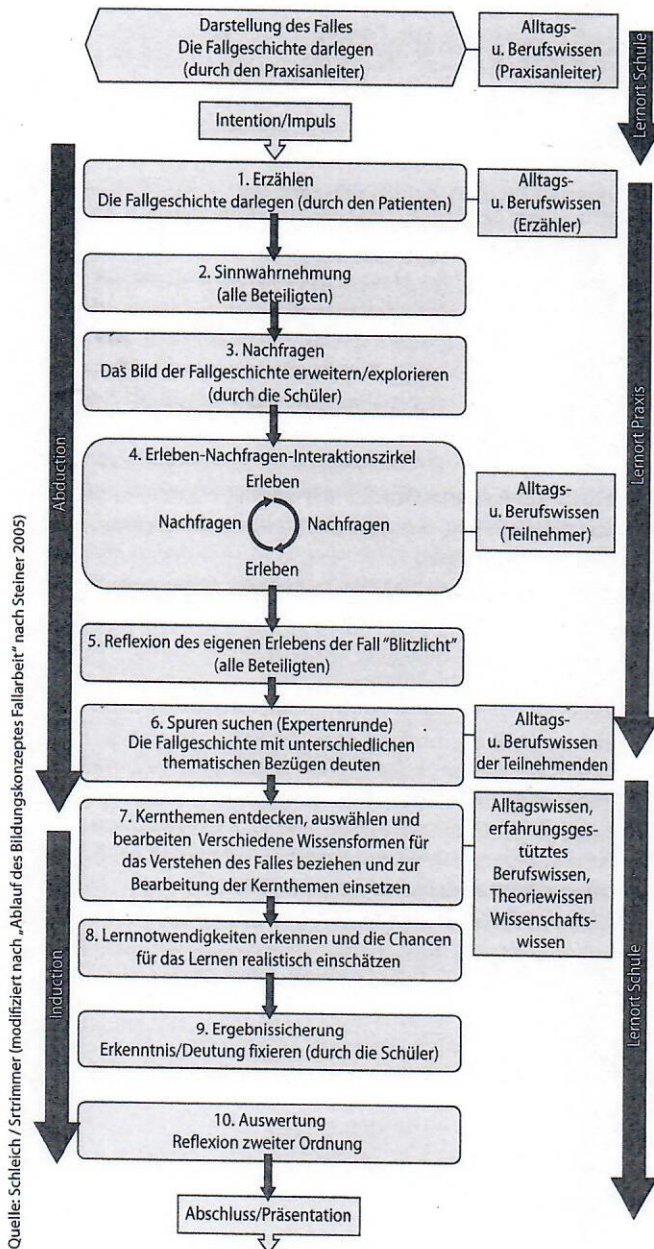 Darstellung des Falles
Die Fallgeschichte darlegen
(durch den Praxisanleiter)
Alltags-
u. Berufswissen
(Praxisanleiter)
Lernort Schule
Intention/Impuls
1. Erzählen
Die Fallgeschichte darlegen (durch den Patienten)
Alltags-
u. Berufswissen
(Erzähler)
2. Sinnwahrnehmung
(alle Beteiligten)
3. Nachfragen
Das Bild der Fallgeschichte erweitern/explorieren
(durch die Schüler)
Abduction
Lernort Praxis
4. Erleben-Nachfragen-Interaktionszirkel
Erleben
Nachfragen
Nachfragen
Erleben
Alltags-
u. Berufswissen
(Teilnehmer)
5. Reflexion des eigenen Erlebens der Fall "Blitzlicht"
(alle Beteiligten)
6. Spuren suchen (Expertenrunde)
Die Fallgeschichte mit unterschiedlichen
thematischen Bezügen deuten
Alltags-
u. Berufswissen
der Teilnehmenden
7. Kernthemen entdecken, auswählen und
bearbeiten Verschiedene Wissensformen für
das Verstehen des Falles beziehen und zur
Bearbeitung der Kernthemen einsetzen
Alltagswissen,
erfahrungsges-
tütztes
Berufswissen,
Theoriewissen
Wissenschafts-
wissen
8. Lernnotwendigkeiten erkennen und die Chancen
für das Lernen realistisch einschätzen
Induction
Lernort Schule
9. Ergebnissicherung
Erkenntnis/Deutung fixieren (durch die Schüler)
10. Auswertung
Reflexion zweiter Ordnung
Abschluss/Präsentation
Quelle: Schleich / Srtrimmer (modifiziert nach „Ablauf des Bildungskonzeptes Fallarbeit" nach Steiner 2005)